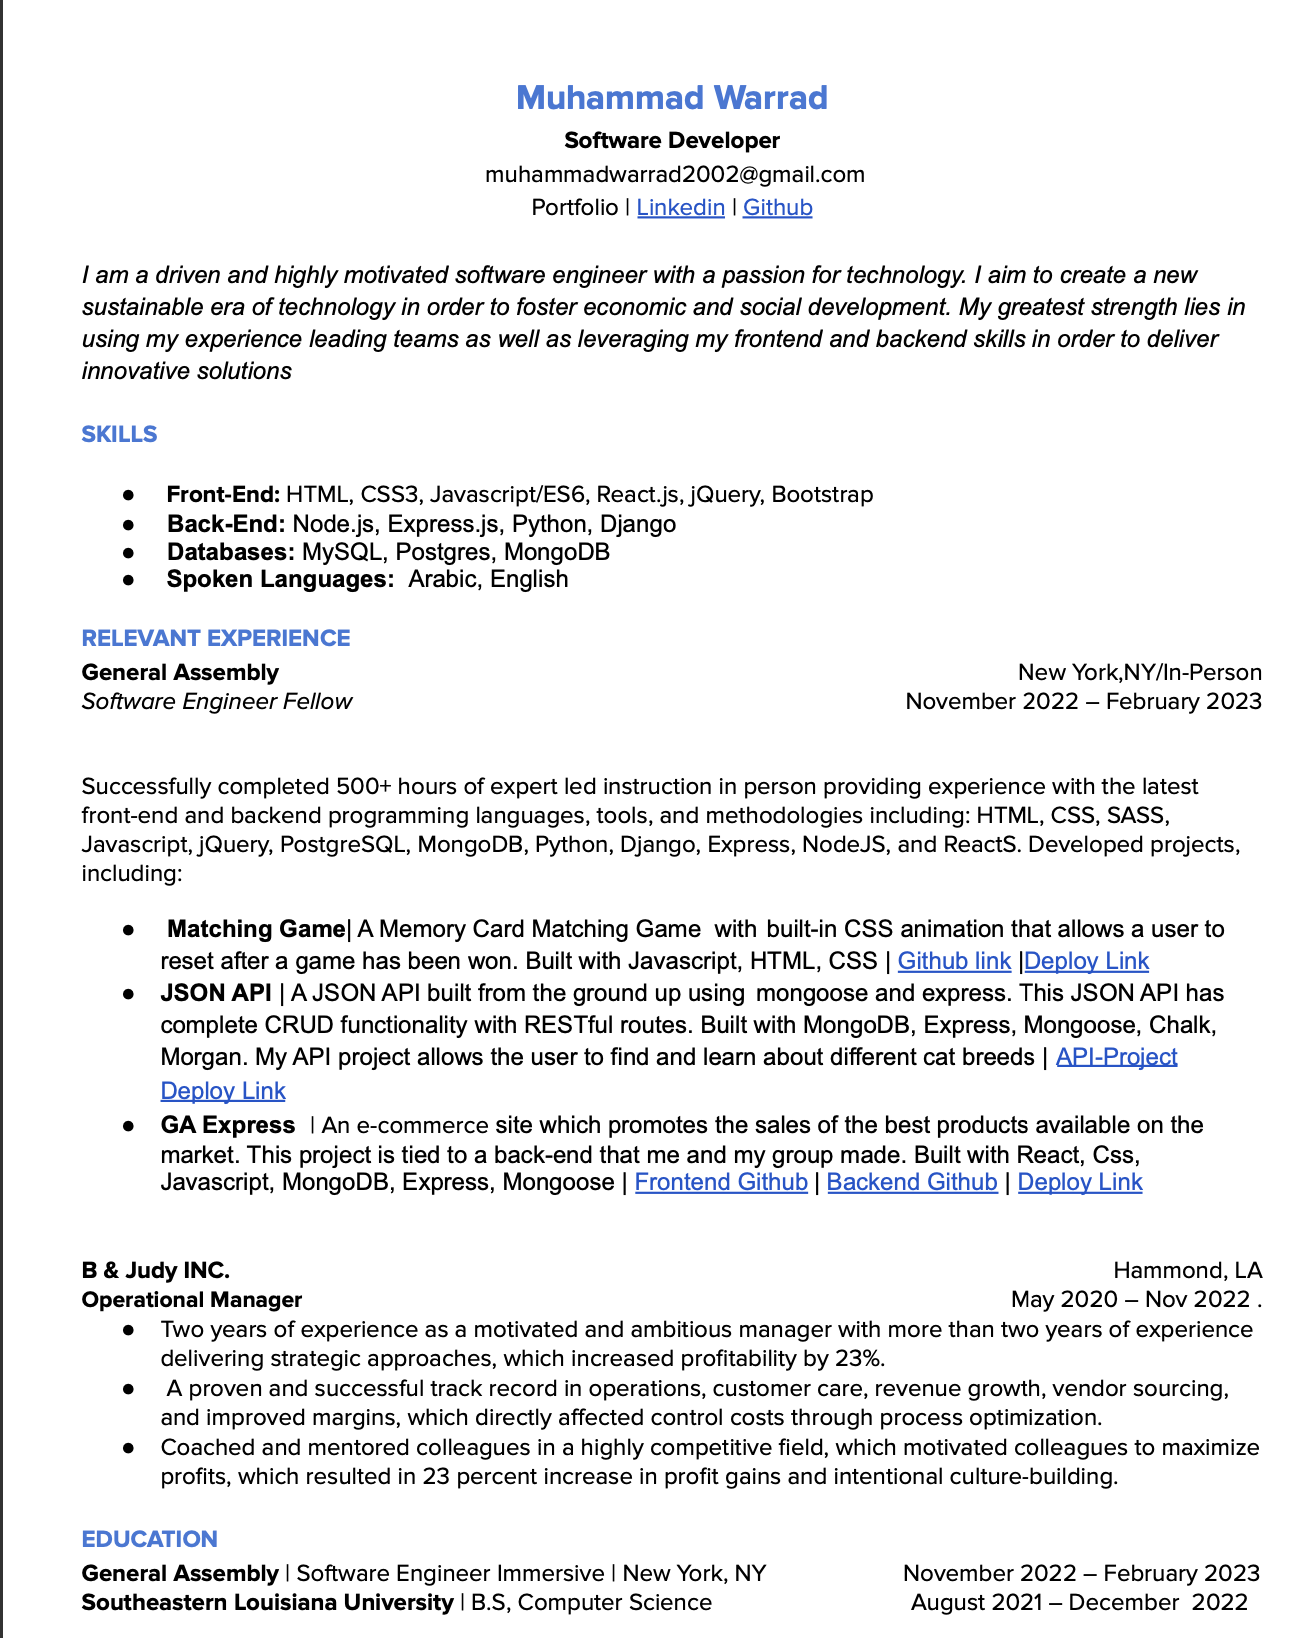 Muhammad Warrad
Software Developer
muhammadwarrad2002@gmail.com
Portfolio | Linkedin | Github
I am a driven and highly motivated software engineer with a passion for technology. I aim to create a new
sustainable era of technology in order to foster economic and social development. My greatest strength lies in
using my experience leading teams as well as leveraging my frontend and backend skills in order to deliver
innovative solutions
SKILLS
● Front-End: HTML, CSS3, Javascript/ES6, React.js, jQuery, Bootstrap
● Back-End: Node.js, Express.js, Python, Django
● Databases: MySQL, Postgres, MongoDB
● Spoken Languages: Arabic, English
RELEVANT EXPERIENCE
General Assembly New York,NY/In-Person
Software Engineer Fellow November 2022 – February 2023
Successfully completed 500+ hours of expert led instruction in person providing experience with the latest
front-end and backend programming languages, tools, and methodologies including: HTML, CSS, SASS,
Javascript, jQuery, PostgreSQL, MongoDB, Python, Django, Express, NodeJS, and ReactS. Developed projects,
including:
● Matching Game| A Memory Card Matching Game with built-in CSS animation that allows a user to
reset after a game has been won. Built with Javascript, HTML, CSS | Github link |Deploy Link
● JSON API | A JSON API built from the ground up using mongoose and express. This JSON API has
complete CRUD functionality with RESTful routes. Built with MongoDB, Express, Mongoose, Chalk,
Morgan. My API project allows the user to find and learn about different cat breeds | API-Project
Deploy Link
● GA Express | An e-commerce site which promotes the sales of the best products available on the
market. This project is tied to a back-end that me and my group made. Built with React, Css,
Javascript, MongoDB, Express, Mongoose | Frontend Github | Backend Github | Deploy Link
B & Judy INC. Hammond, LA
Operational Manager May 2020 – Nov 2022 .
● Two years of experience as a motivated and ambitious manager with more than two years of experience
delivering strategic approaches, which increased profitability by 23%.
● A proven and successful track record in operations, customer care, revenue growth, vendor sourcing,
and improved margins, which directly affected control costs through process optimization.
● Coached and mentored colleagues in a highly competitive field, which motivated colleagues to maximize
profits, which resulted in 23 percent increase in profit gains and intentional culture-building.
EDUCATION
General Assembly | Software Engineer Immersive | New York, NY November 2022 – February 2023
Southeastern Louisiana University | B.S, Computer Science August 2021 – December 2022